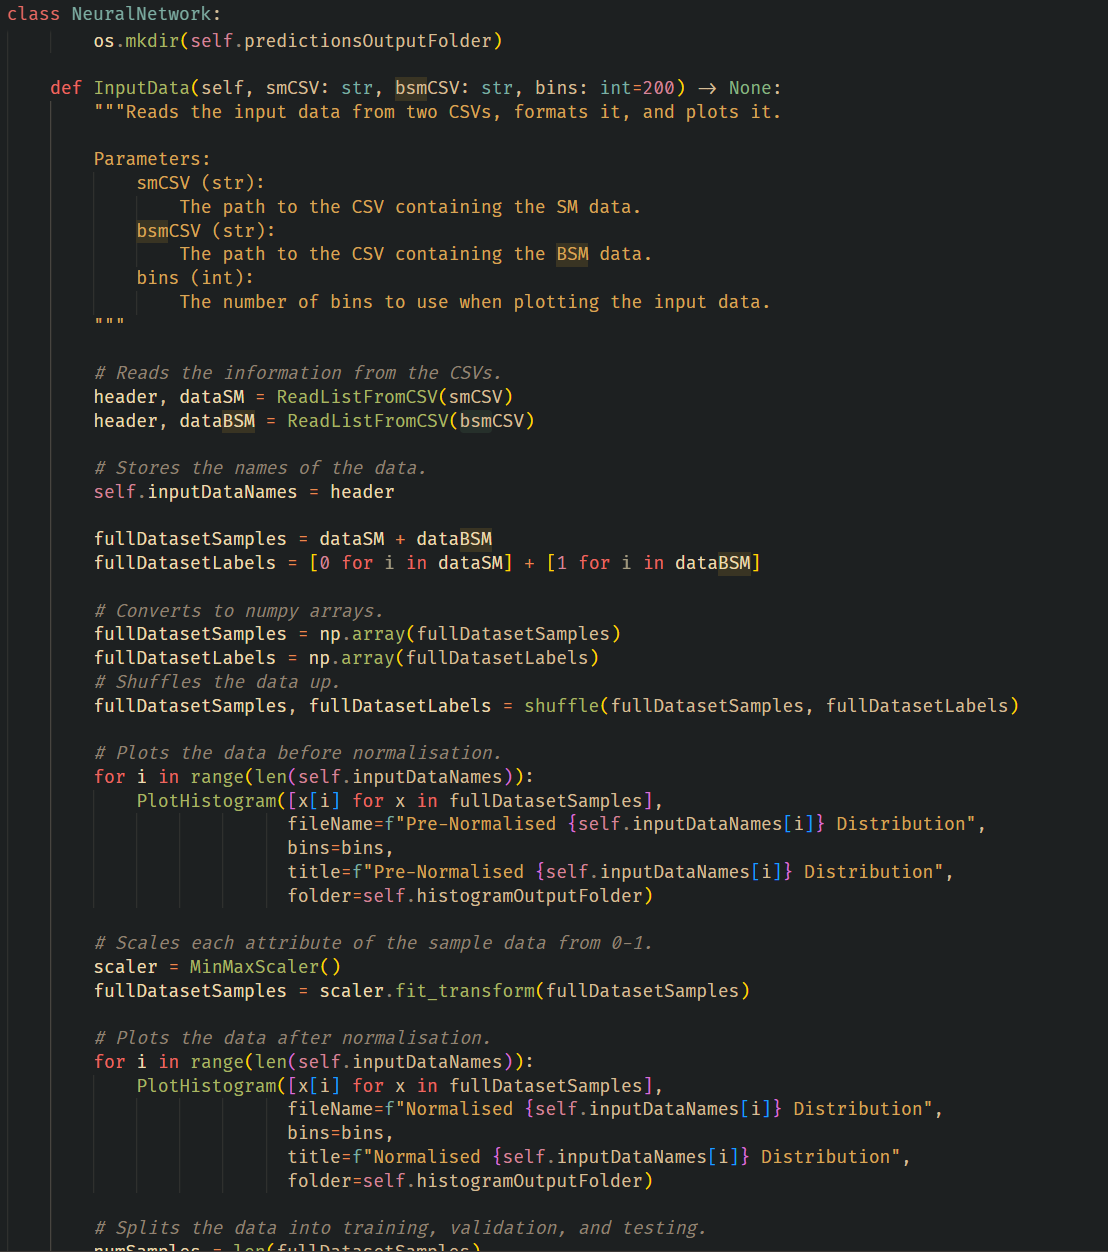 class NeuralNetwork:
        os.mkdir(self.predictionsOutputFolder)

    def InputData(self, smCSV: str, bsmCSV: str, bins: int=200) -> None:
        """Reads the input data from two CSVs, formats it, and plots it.

        Parameters:
            smCSV (str):
                The path to the CSV containing the SM data.
            bsmCSV (str):
                The path to the CSV containing the BSM data.
            bins (int):
                The number of bins to use when plotting the input data.
        """

        # Reads the information from the CSVs.
        header, dataSM = ReadListFromCSV(smCSV)
        header, dataBSM = ReadListFromCSV(bsmCSV)

        # Stores the names of the data.
        self.inputDataNames = header

        fullDatasetSamples = dataSM + dataBSM
        fullDatasetLabels = [0 for i in dataSM] + [1 for i in dataBSM]

        # Converts to numpy arrays.
        fullDatasetSamples = np.array(fullDatasetSamples)
        fullDatasetLabels = np.array(fullDatasetLabels)
        # Shuffles the data up.
        fullDatasetSamples, fullDatasetLabels = shuffle(fullDatasetSamples, fullDatasetLabels)

        # Plots the data before normalisation.
        for i in range(len(self.inputDataNames)):
            PlotHistogram([x[i] for x in fullDatasetSamples],
                          fileName=f"Pre-Normalised {self.inputDataNames[i]} Distribution",
                          bins=bins,
                          title=f"Pre-Normalised {self.inputDataNames[i]} Distribution",
                          folder=self.histogramOutputFolder)

        # Scales each attribute of the sample data from 0-1.
        scaler = MinMaxScaler()
        fullDatasetSamples = scaler.fit_transform(fullDatasetSamples)

        # Plots the data after normalisation.
        for i in range(len(self.inputDataNames)):
            PlotHistogram([x[i] for x in fullDatasetSamples],
                          fileName=f"Normalised {self.inputDataNames[i]} Distribution",
                          bins=bins,
                          title=f"Normalised {self.inputDataNames[i]} Distribution",
                          folder=self.histogramOutputFolder)

        # Splits the data into training, validation, and testing.
        numSamples = len(fullDatasetSamples)